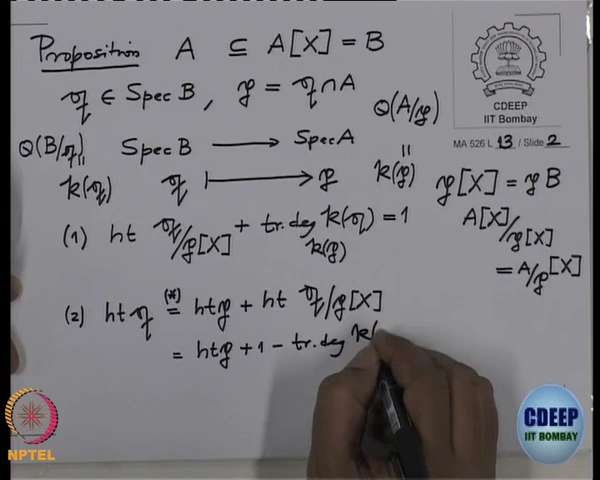 Proposition A ⊆ A[X] = B
𝔮 ∈ Spec B, 𝔭 = 𝔮 ∩ A
Q(B/𝔮) Spec B ⟶ Spec A Q(A/𝔭)
=
=
k(𝔮) 𝔮 ⟼ 𝔭 k(𝔭)
𝔭[X] = 𝔭B
A[X]/𝔭[X]
= A/𝔭[X]
(1) ht 𝔮/𝔭[X] + tr.deg k(𝔮) = 1
k(𝔭)
(2) ht 𝔮 (*)= ht 𝔭 + ht 𝔮/𝔭[X]
= ht 𝔭 + 1 - tr.deg k(
CDEEP
IIT Bombay
MA 526 L 13 / Slide 2
NPTEL
CDEEP
IIT BOMBAY